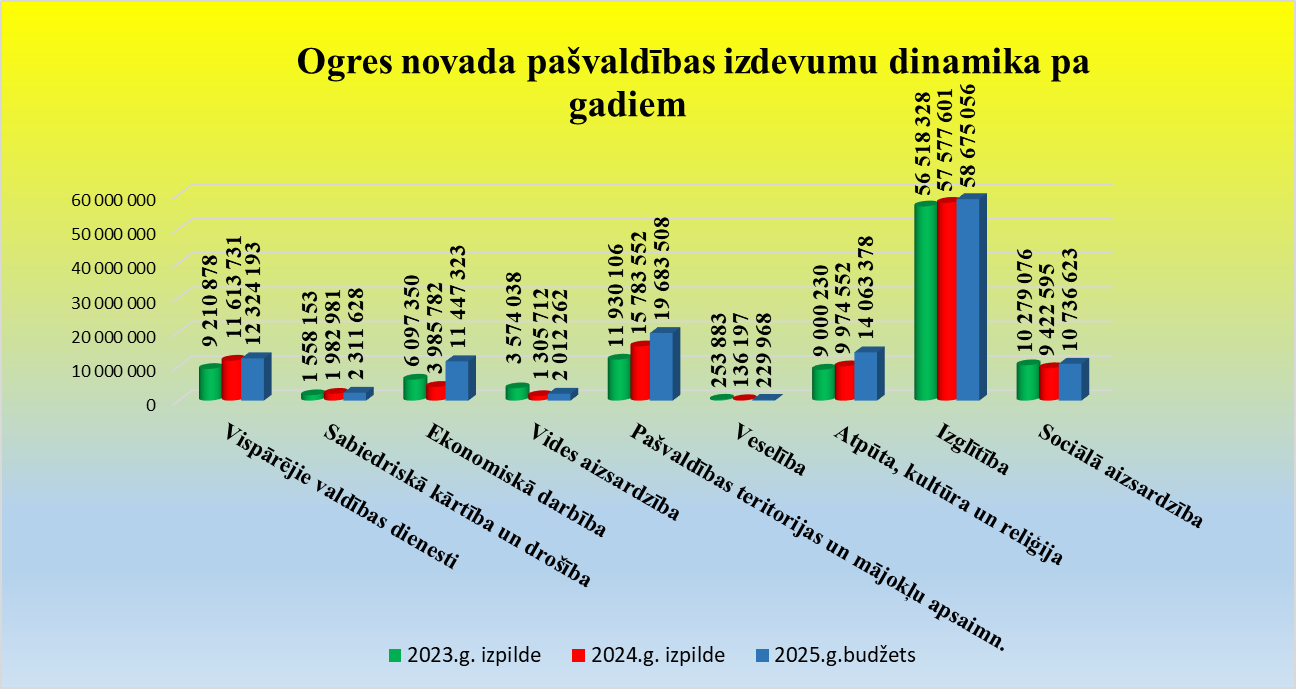 Ogres novada pašvaldības izdevumu dinamika pa
gadiem
60 000 000
50 000 000
40 000 000
30 000 000
20 000 000
10 000 000
0
9 210 878
11 613 731
12 324 193
1 558 153
1 982 981
2 311 628
6 097 350
3 985 782
11 447 323
3 574 038
1 305 712
2 012 262
11 930 106
15 783 552
19 683 508
253 883
136 197
229 968
9 000 230
9 974 552
14 063 378
56 518 328
57 577 601
58 675 056
10 279 076
9 422 595
10 736 623
Vispārējie valdības dienesti
Sabiedriskā kārtība un drošība
Ekonomiskā darbība
Vides aizsardzība
Pašvaldības teritorijas un mājokļu apsaimn.
Veselība
Atpūta, kultūra un reliģija
Izglītība
Sociālā aizsardzība
2023.g. izpilde
2024.g. izpilde
2025.g.budžets